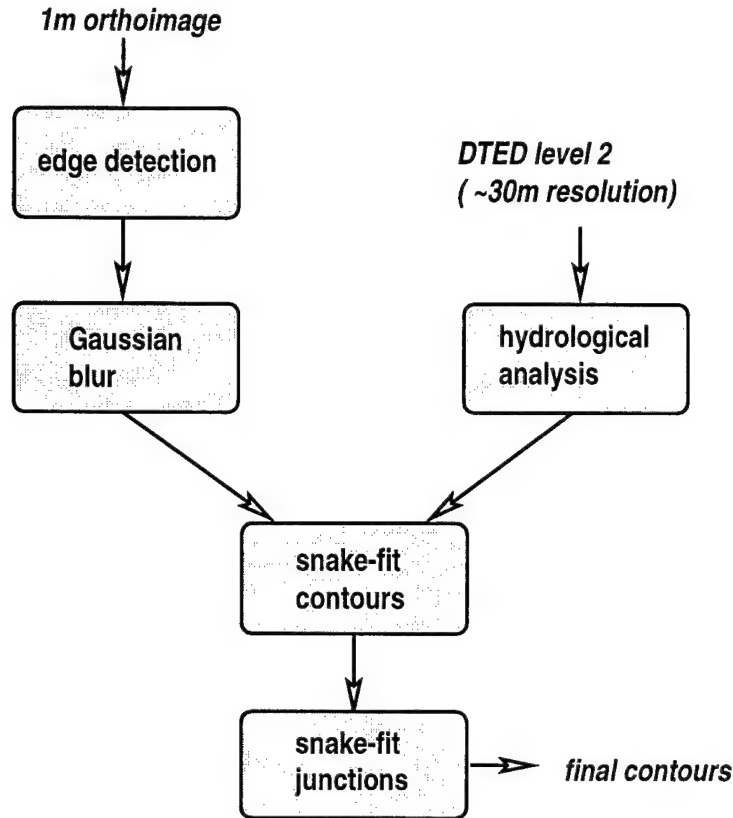 1m orthoimage
edge detection
DTED level 2
( ~30m resolution)
Gaussian
blur
hydrological
analysis
snake-fit
contours
snake-fit
junctions
final contours